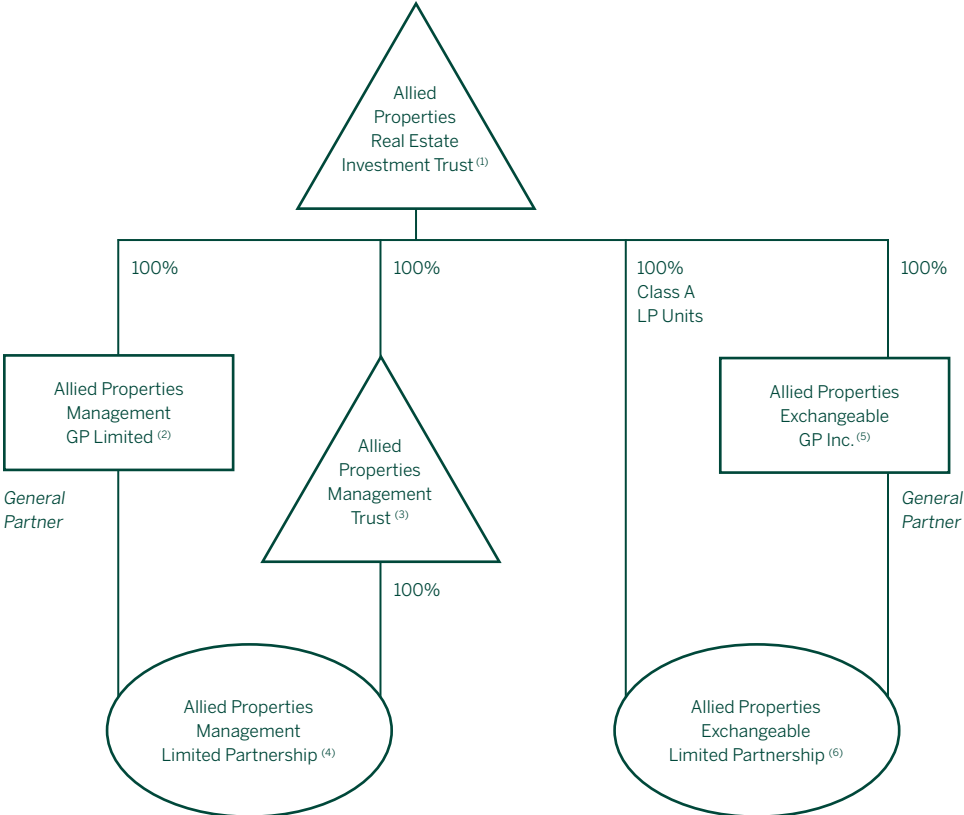 Allied
Properties
Real Estate
Investment Trust (1)
100%
100%
100%
Class A
LP Units
100%
Allied Properties
Management
GP Limited (2)
Allied
Properties
Management
Trust (3)
Allied Properties
Exchangeable
GP Inc. (5)
General
Partner
General
Partner
100%
Allied Properties
Management
Limited Partnership (4)
Allied Properties
Exchangeable
Limited Partnership (6)